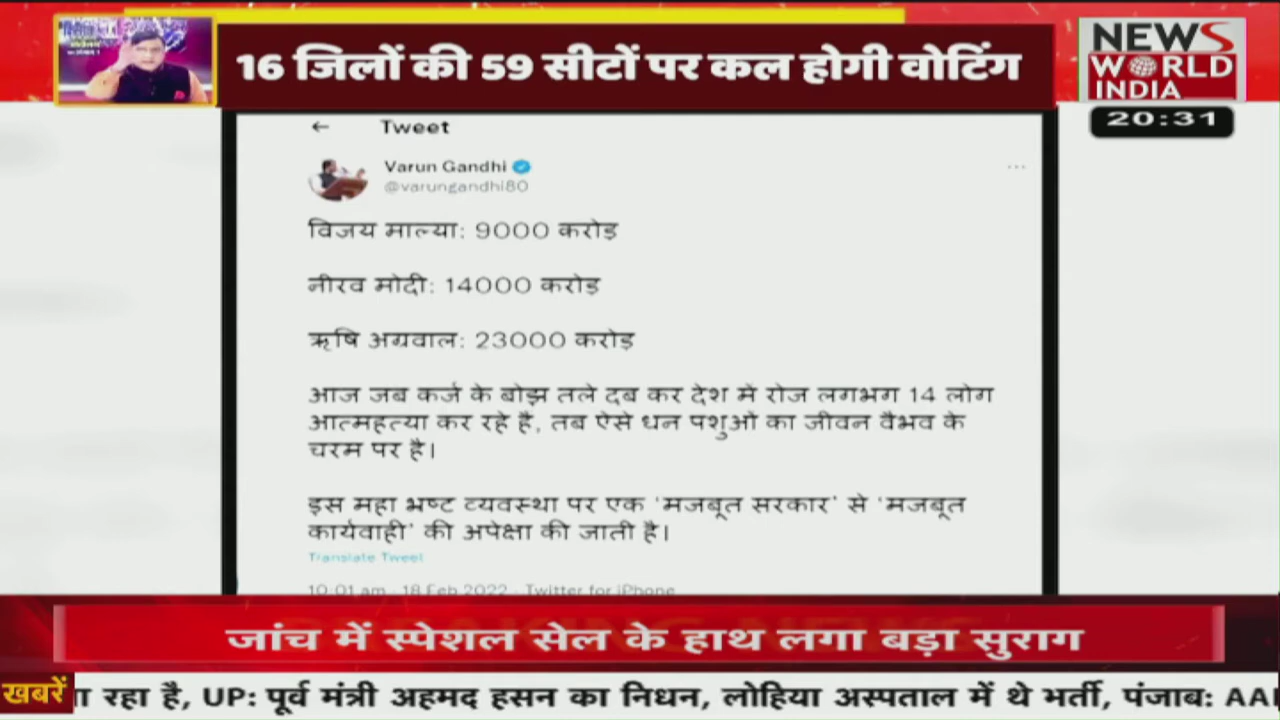 16 जिलों की 59 सीटों पर कल होगी वोटिंग
NEWS
WORLD
INDIA
20:31
← Tweet
Varun Gandhi
@varungandhi80
विजय माल्या: 9000 करोड़
नीरव मोदी: 14000 करोड़
ऋषि अग्रवाल: 23000 करोड़
आज जब कर्ज के बोझ तले दब कर देश में रोज लगभग 14 लोग
आत्महत्या कर रहे हैं, तब ऐसे धन पशुओं का जीवन वैभव के
चरम पर है।
इस महा भ्रष्ट व्यवस्था पर एक 'मजबूत सरकार' से 'मजबूत
कार्यवाही' की अपेक्षा की जाती है।
Translate Tweet
10:01 am · 18 Feb 2022 · Twitter for iPhone
जांच में स्पेशल सेल के हाथ लगा बड़ा सुराग
खबरें
रहा है, UP: पूर्व मंत्री अहमद हसन का निधन, लोहिया अस्पताल में थे भर्ती, पंजाब: